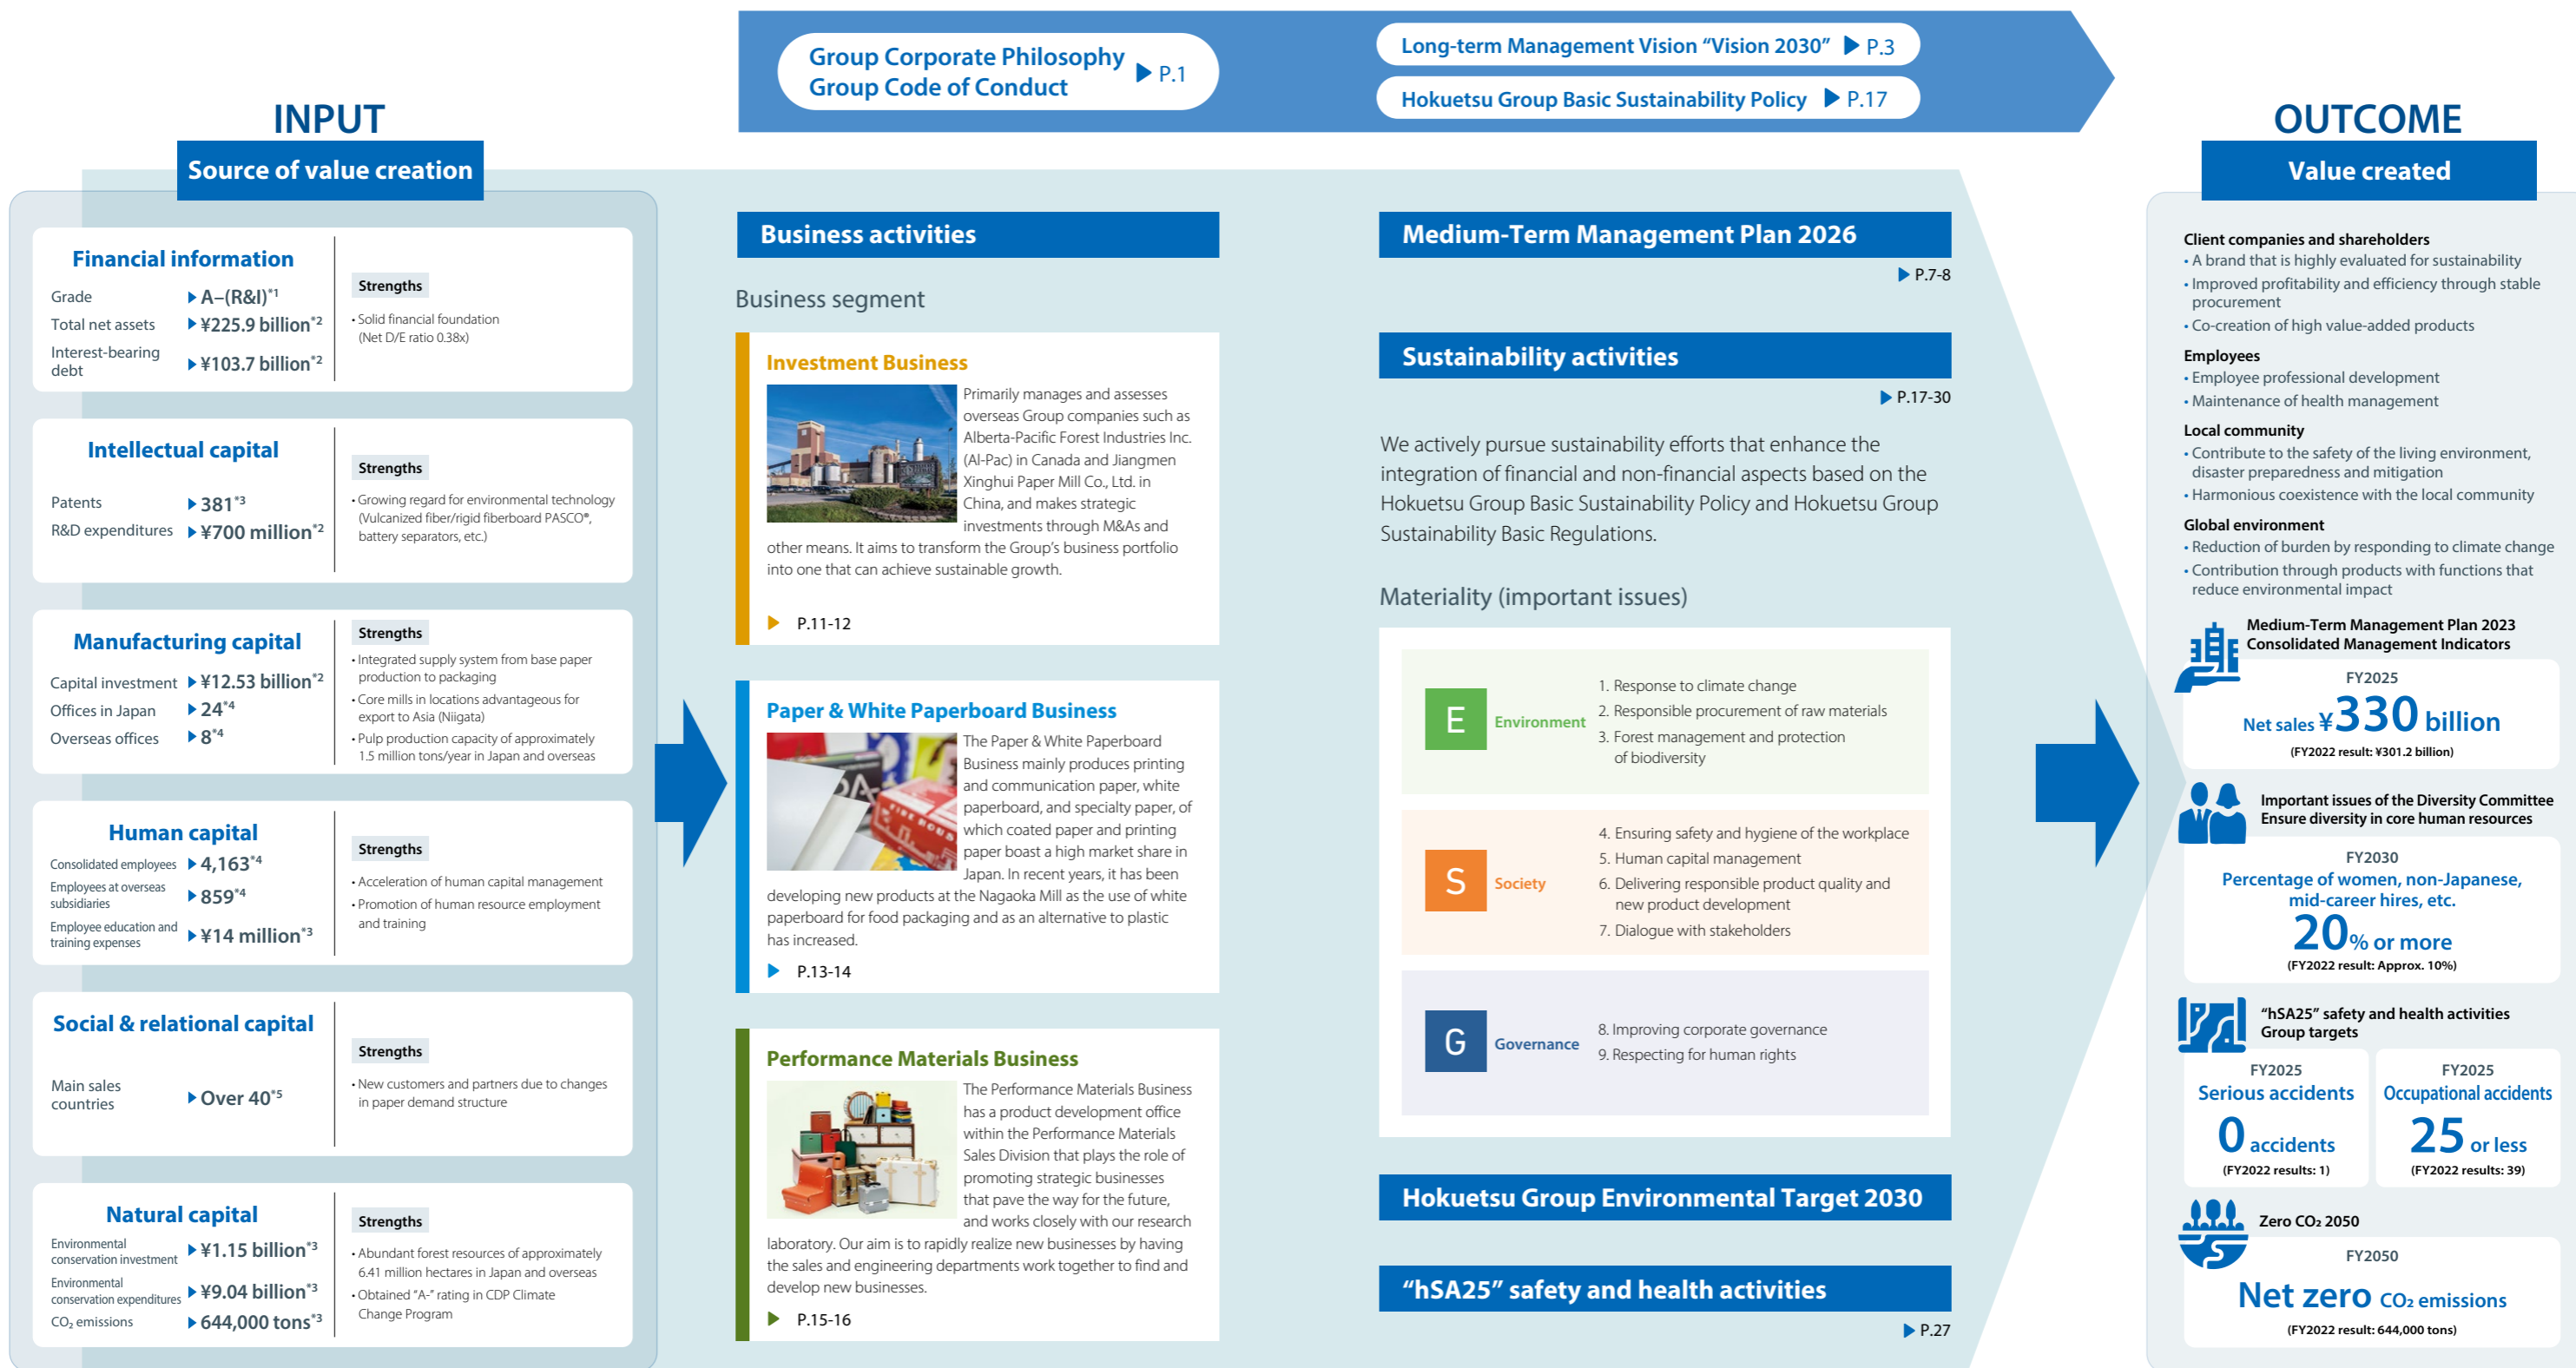 Group Corporate Philosophy
Group Code of Conduct
▶ P.1
Long-term Management Vision “Vision 2030” ▶ P.3
Hokuetsu Group Basic Sustainability Policy ▶ P.17
INPUT
Source of value creation
Financial information
Grade ▶ A–(R&I)*1
Total net assets ▶ ¥225.9 billion*2
Interest-bearing
debt ▶ ¥103.7 billion*2
Strengths
• Solid financial foundation
(Net D/E ratio 0.38x)
Intellectual capital
Patents ▶ 381*3
R&D expenditures ▶ ¥700 million*2
Strengths
• Growing regard for environmental technology
(Vulcanized fiber/rigid fiberboard PASCO®,
battery separators, etc.)
Manufacturing capital
Capital investment ▶ ¥12.53 billion*2
Offices in Japan ▶ 24*4
Overseas offices ▶ 8*4
Strengths
• Integrated supply system from base paper
production to packaging
• Core mills in locations advantageous for
export to Asia (Niigata)
• Pulp production capacity of approximately
1.5 million tons/year in Japan and overseas
Human capital
Consolidated employees ▶ 4,163*4
Employees at overseas
subsidiaries ▶ 859*4
Employee education and
training expenses ▶ ¥14 million*3
Strengths
• Acceleration of human capital management
• Promotion of human resource employment
and training
Social & relational capital
Main sales
countries ▶ Over 40*5
Strengths
• New customers and partners due to changes
in paper demand structure
Natural capital
Environmental
conservation investment ▶ ¥1.15 billion*3
Environmental
conservation expenditures ▶ ¥9.04 billion*3
CO₂ emissions ▶ 644,000 tons*3
Strengths
• Abundant forest resources of approximately
6.41 million hectares in Japan and overseas
• Obtained “A-” rating in CDP Climate
Change Program
Business activities
Business segment
Investment Business
Primarily manages and assesses
overseas Group companies such as
Alberta-Pacific Forest Industries Inc.
(Al-Pac) in Canada and Jiangmen
Xinghui Paper Mill Co., Ltd. in
China, and makes strategic
investments through M&As and
other means. It aims to transform the Group’s business portfolio
into one that can achieve sustainable growth.
▶ P.11-12
Paper & White Paperboard Business
The Paper & White Paperboard
Business mainly produces printing
and communication paper, white
paperboard, and specialty paper, of
which coated paper and printing
paper boast a high market share in
Japan. In recent years, it has been
developing new products at the Nagaoka Mill as the use of white
paperboard for food packaging and as an alternative to plastic
has increased.
▶ P.13-14
Performance Materials Business
The Performance Materials Business
has a product development office
within the Performance Materials
Sales Division that plays the role of
promoting strategic businesses
that pave the way for the future,
and works closely with our research
laboratory. Our aim is to rapidly realize new businesses by having
the sales and engineering departments work together to find and
develop new businesses.
▶ P.15-16
Medium-Term Management Plan 2026
▶ P.7-8
Sustainability activities
▶ P.17-30
We actively pursue sustainability efforts that enhance the
integration of financial and non-financial aspects based on the
Hokuetsu Group Basic Sustainability Policy and Hokuetsu Group
Sustainability Basic Regulations.
Materiality (important issues)
E Environment
1. Response to climate change
2. Responsible procurement of raw materials
3. Forest management and protection
of biodiversity
S Society
4. Ensuring safety and hygiene of the workplace
5. Human capital management
6. Delivering responsible product quality and
new product development
7. Dialogue with stakeholders
G Governance
8. Improving corporate governance
9. Respecting for human rights
Hokuetsu Group Environmental Target 2030
“hSA25” safety and health activities
▶ P.27
OUTCOME
Value created
Client companies and shareholders
• A brand that is highly evaluated for sustainability
• Improved profitability and efficiency through stable
procurement
• Co-creation of high value-added products
Employees
• Employee professional development
• Maintenance of health management
Local community
• Contribute to the safety of the living environment,
disaster preparedness and mitigation
• Harmonious coexistence with the local community
Global environment
• Reduction of burden by responding to climate change
• Contribution through products with functions that
reduce environmental impact
Medium-Term Management Plan 2023
Consolidated Management Indicators
FY2025
Net sales ¥330 billion
(FY2022 result: ¥301.2 billion)
Important issues of the Diversity Committee
Ensure diversity in core human resources
FY2030
Percentage of women, non-Japanese,
mid-career hires, etc.
20% or more
(FY2022 result: Approx. 10%)
“hSA25” safety and health activities
Group targets
FY2025
Serious accidents
0 accidents
(FY2022 results: 1)
FY2025
Occupational accidents
25 or less
(FY2022 results: 39)
Zero CO₂ 2050
FY2050
Net zero CO₂ emissions
(FY2022 result: 644,000 tons)